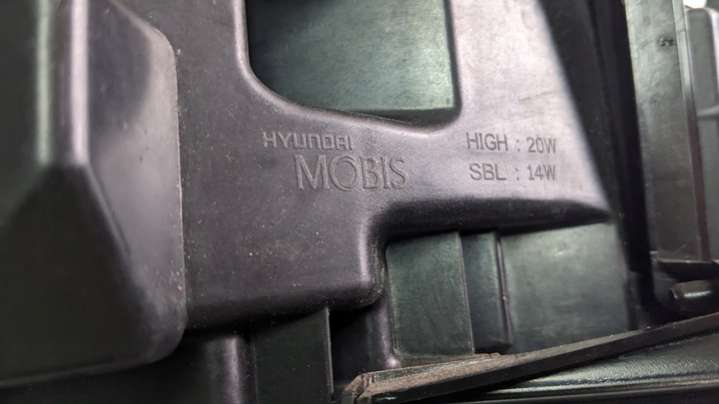 HYUNDAI
MOBIS
HIGH : 20W
SBL : 14W